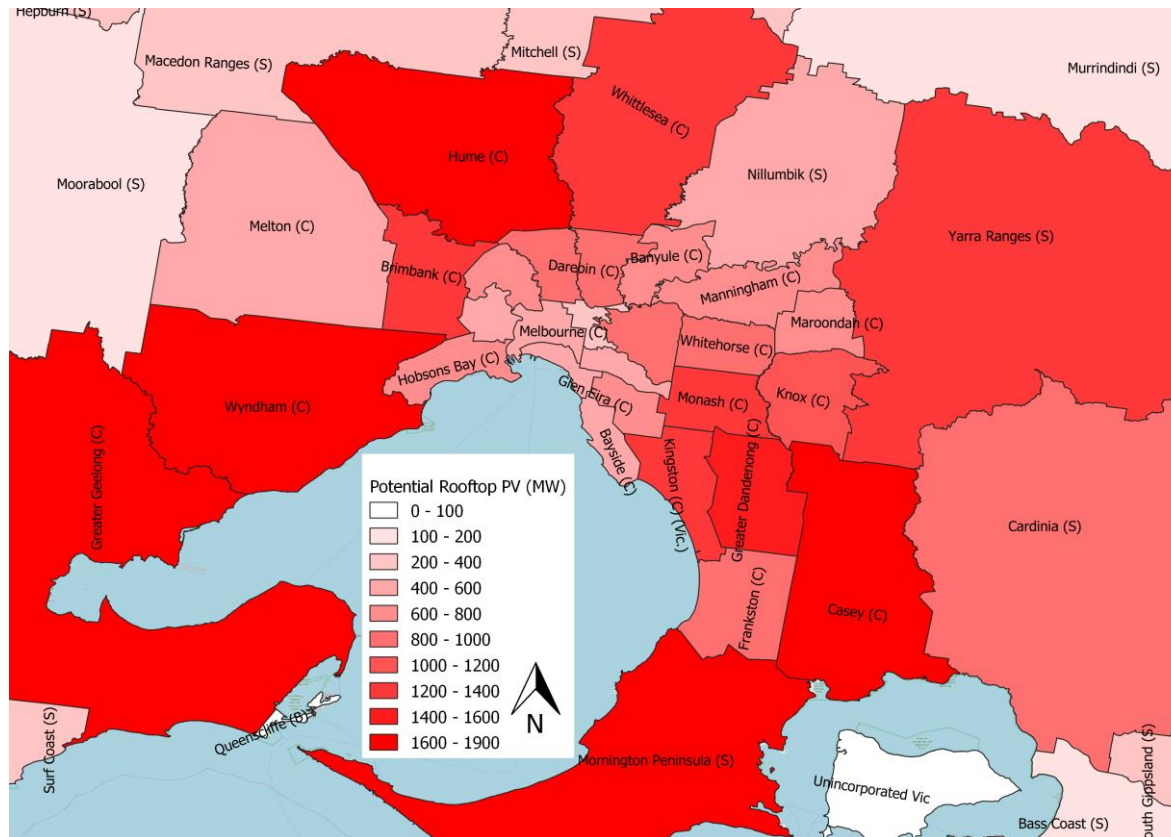 Hepburn (S)
Macedon Ranges (S)
Mitchell (S)
Murrindindi (S)
Whittlesea (C)
Hume (C)
Moorabool (S)
Nillumbik (S)
Melton (C)
Yarra Ranges (S)
Brimbank (C)
Darebin (C)
Banyule (C)
Manningham (C)
Melbourne (C)
Maroondah (C)
Whitehorse (C)
Hobsons Bay (C)
Glen Eira (C)
Wyndham (C)
Monash (C)
Knox (C)
Bayside (C)
Greater Geelong (C)
Kingston (C) (Vic.)
Greater Dandenong (C)
Cardinia (S)
Frankston (C)
Casey (C)
Potential Rooftop PV (MW)
0 - 100
100 - 200
200 - 400
400 - 600
600 - 800
800 - 1000
1000 - 1200
1200 - 1400
1400 - 1600
1600 - 1900
N
Surf Coast (S)
Queenscliffe (B)
Mornington Peninsula (S)
Unincorporated Vic
Bass Coast (S)
Gippsland (S)